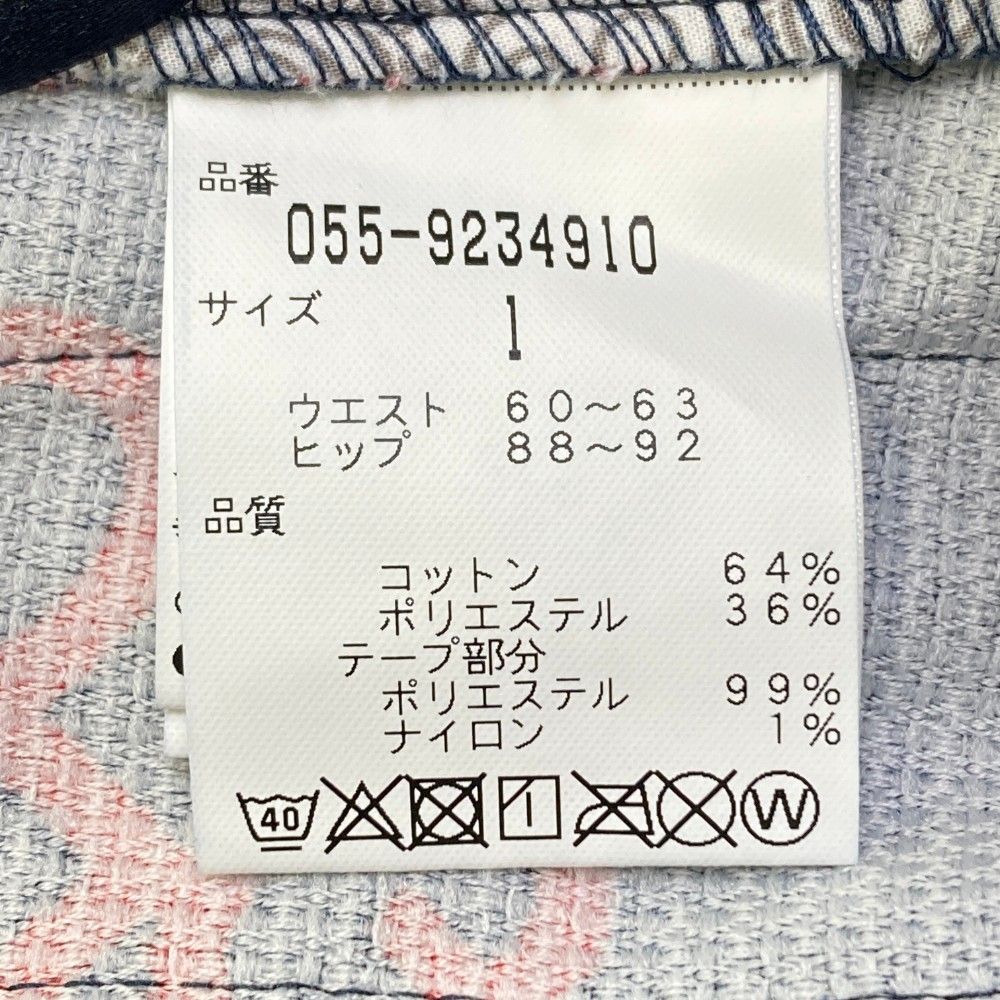 品番
055-9234910
サイズ 1
ウエスト 60～63
ヒップ 88～92
品質
コットン 64%
ポリエステル 36%
テープ部分
ポリエステル 99%
ナイロン 1%
40 W